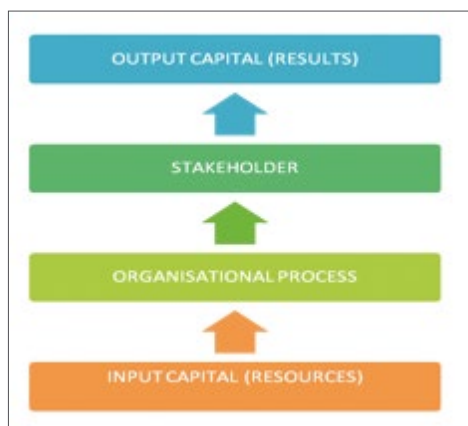 OUTPUT CAPITAL (RESULTS)
STAKEHOLDER
ORGANISATIONAL PROCESS
INPUT CAPITAL (RESOURCES)